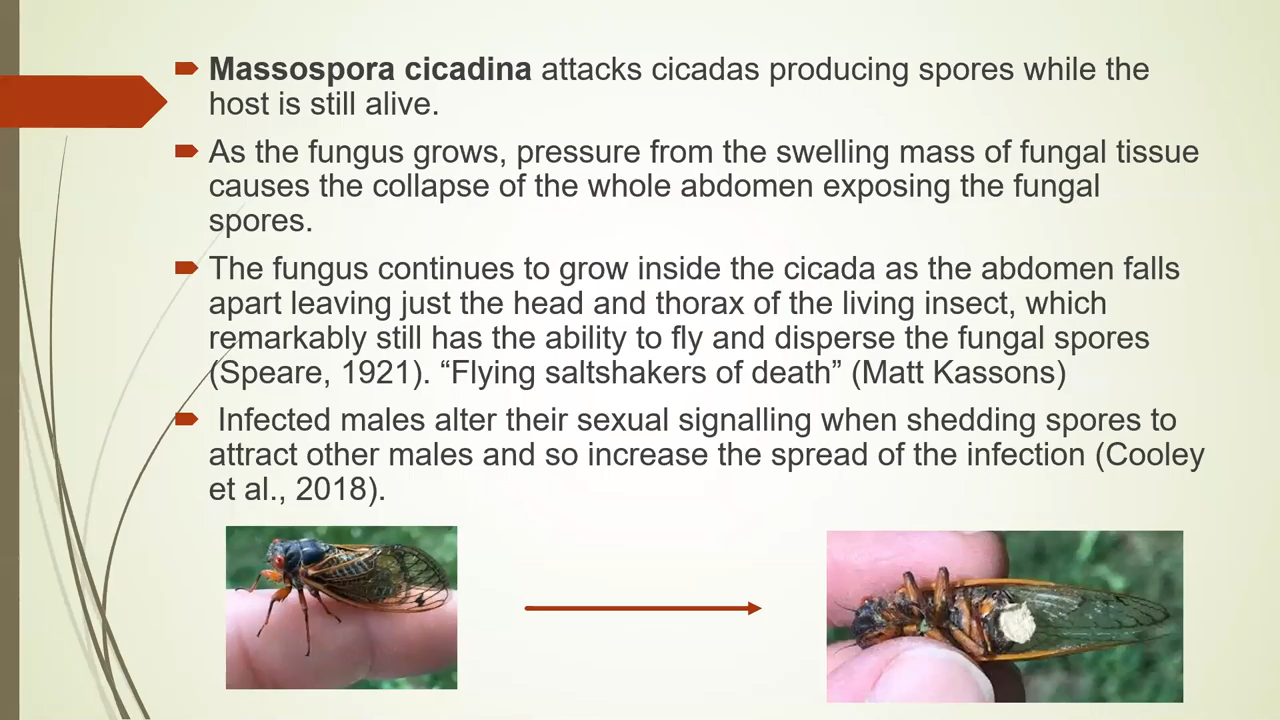 Massospora cicadina attacks cicadas producing spores while the
host is still alive.
As the fungus grows, pressure from the swelling mass of fungal tissue
causes the collapse of the whole abdomen exposing the fungal
spores.
The fungus continues to grow inside the cicada as the abdomen falls
apart leaving just the head and thorax of the living insect, which
remarkably still has the ability to fly and disperse the fungal spores
(Speare, 1921). “Flying saltshakers of death” (Matt Kassons)
Infected males alter their sexual signalling when shedding spores to
attract other males and so increase the spread of the infection (Cooley
et al., 2018).